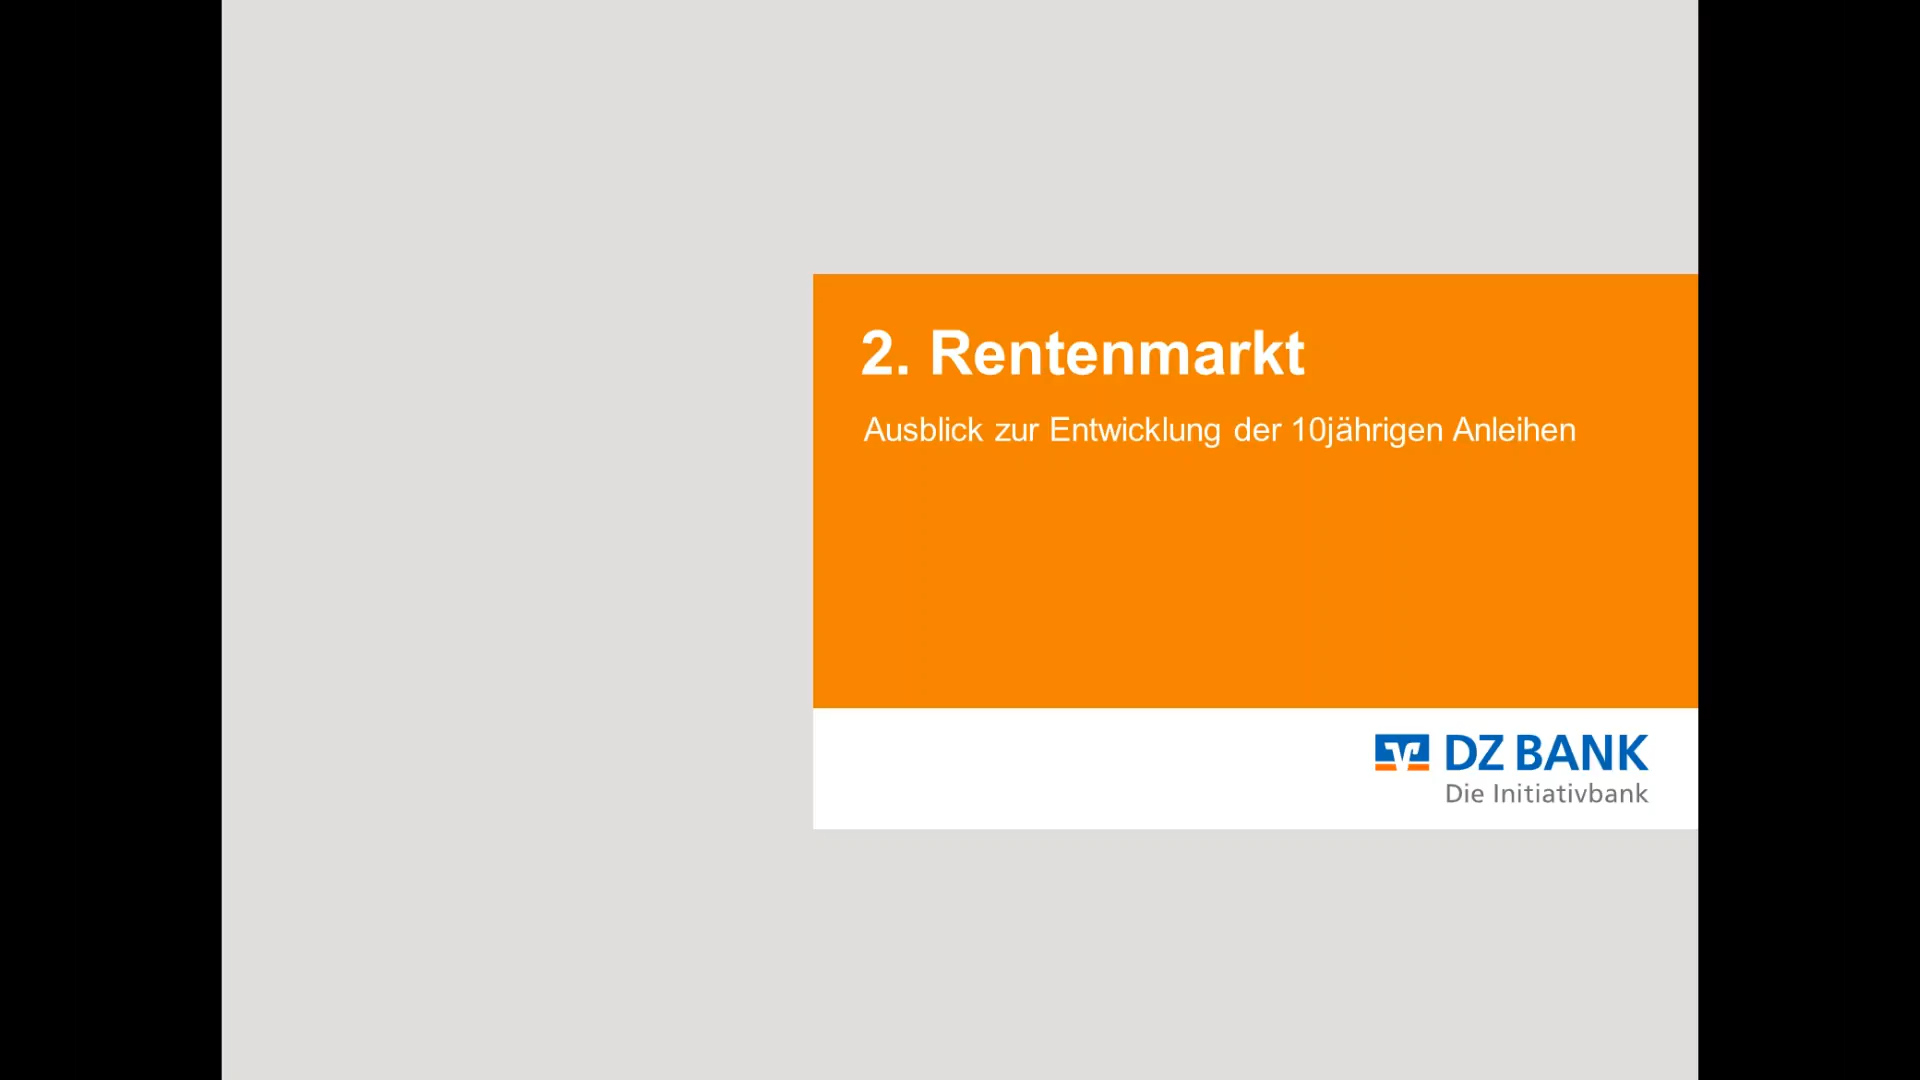 2. Rentenmarkt
Ausblick zur Entwicklung der 10jährigen Anleihen
DZ BANK
Die Initiativbank